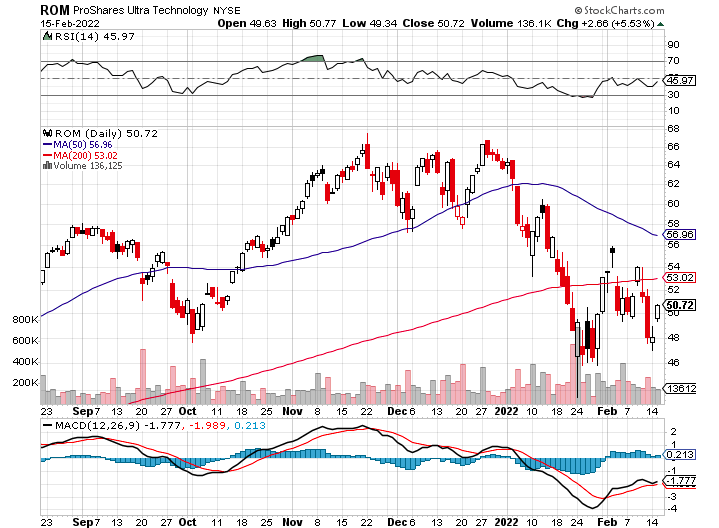 ROM ProShares Ultra Technology NYSE © StockCharts.com
15-Feb-2022 Open 49.63 High 50.77 Low 49.34 Close 50.72 Volume 136.1K Chg +2.66 (+5.53%)
RSI(14) 45.97
90
70
50
45.97
30
10
ROM (Daily) 50.72
MA(50) 56.96
MA(200) 53.02
Volume 136,125
68
66
64
62
60
58
56.96
56
54
53.02
52
50.72
50
48
46
800K
600K
400K
200K
13612
23 Sep 7 13 20 27 Oct 11 18 25 Nov 8 15 22 Dec 6 13 20 27 2022 10 18 24 Feb 7 14
MACD(12,26,9) -1.777, -1.989, 0.213
2
1
0.213
-1.777
-3
-4
23 Sep 7 13 20 27 Oct 11 18 25 Nov 8 15 22 Dec 6 13 20 27 2022 10 18 24 Feb 7 14